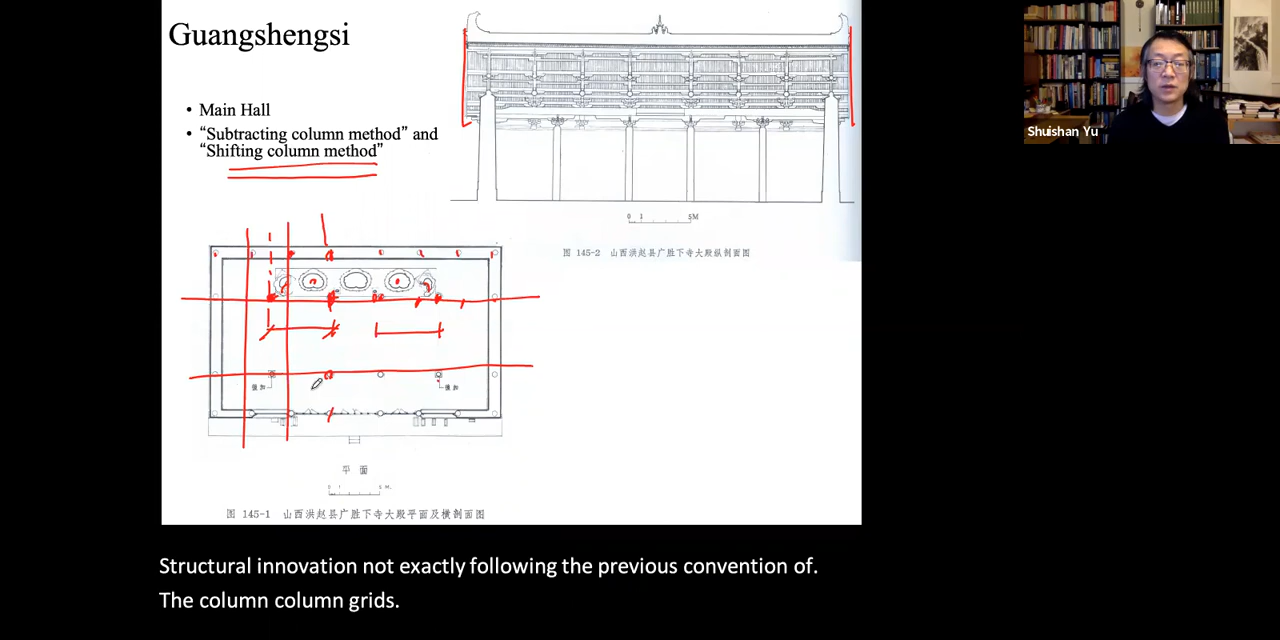 Guangshengsi
• Main Hall
• “Subtracting column method” and
“Shifting column method”
0 1 5M
图 145-2 山西洪赵县广胜下寺大殿纵剖面图
Shuishan Yu
平 面
0 1 5 M.
图 145-1 山西洪赵县广胜下寺大殿平面及横剖面图
Structural innovation not exactly following the previous convention of.
The column column grids.